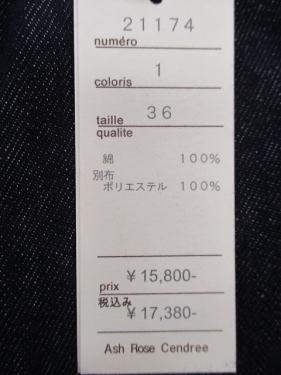 21174
numéro
1
coloris
36
taille
qualite
綿 100%
別布
ポリエステル 100%
¥15,800-
prix
税込み
¥17,380-
Ash Rose Cendree